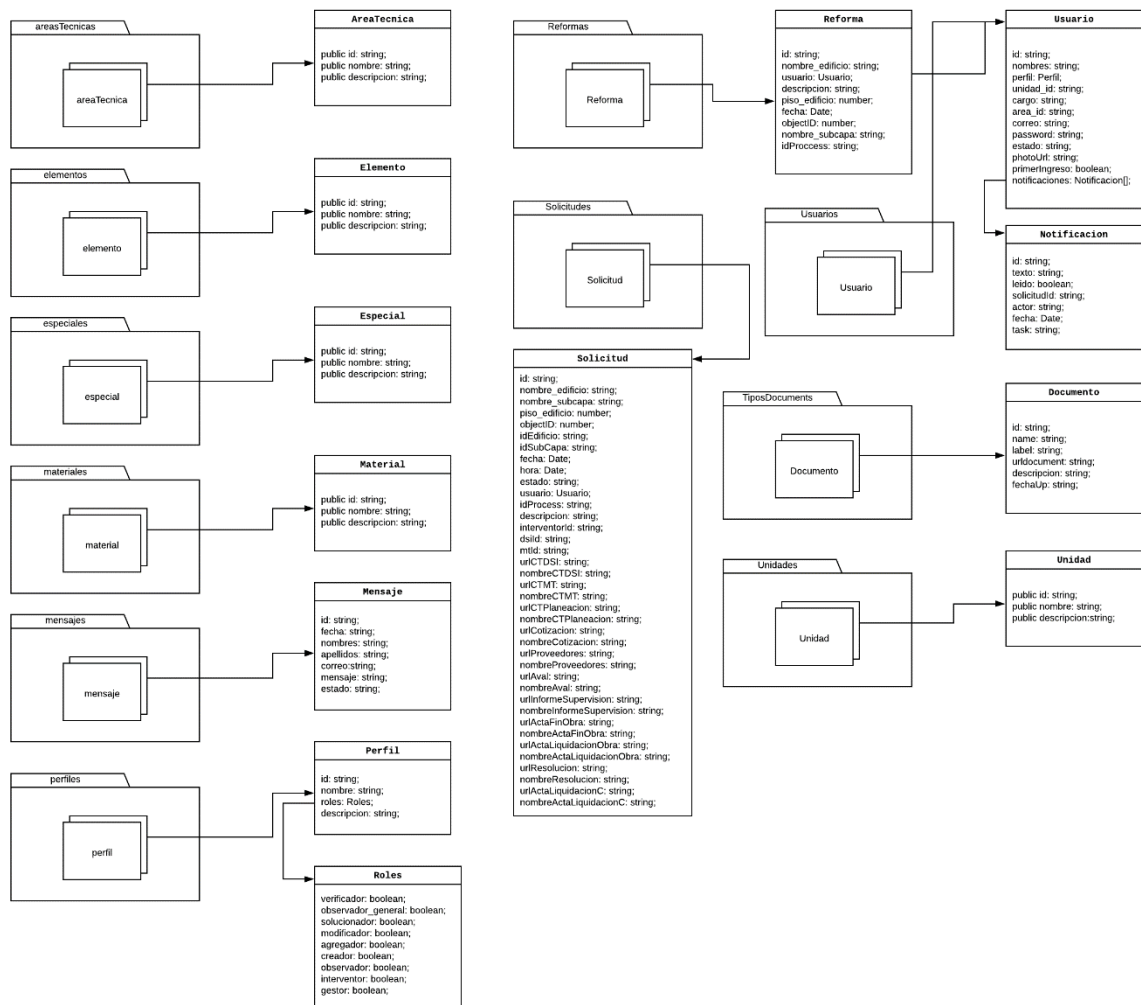 areasTecnicas
areaTecnica
AreaTecnica
public id: string;
public nombre: string;
public descripcion: string;
elementos
elemento
Elemento
public id: string;
public nombre: string;
public descripcion: string;
especiales
especial
Especial
public id: string;
public nombre: string;
public descripcion: string;
materiales
material
Material
public id: string;
public nombre: string;
public descripcion: string;
mensajes
mensaje
Mensaje
id: string;
fecha: string;
nombres: string;
apellidos: string;
correo:string;
mensaje: string;
estado: string;
perfiles
perfil
Perfil
id: string;
nombre: string;
roles: Roles;
descripcion: string;
Roles
verificador: boolean;
observador_general: boolean;
solucionador: boolean;
modificador: boolean;
agregador: boolean;
creador: boolean;
observador: boolean;
interventor: boolean;
gestor: boolean;
Reformas
Reforma
Reforma
id: string;
nombre_edificio: string;
usuario: Usuario;
descripcion: string;
piso_edificio: number;
fecha: Date;
objectID: number;
nombre_subcapa: string;
idProccess: string;
Solicitudes
Solicitud
Solicitud
id: string;
nombre_edificio: string;
nombre_subcapa: string;
piso_edificio: number;
objectID: number;
idEdificio: string;
idSubCapa: string;
fecha: Date;
hora: Date;
estado: string;
usuario: Usuario;
idProcess: string;
descripcion: string;
interventorId: string;
dsiId: string;
mtId: string;
urlCTDSI: string;
nombreCTDSI: string;
urlCTMT: string;
nombreCTMT: string;
urlCTPlaneacion: string;
nombreCTPlaneacion: string;
urlCotizacion: string;
nombreCotizacion: string;
urlProveedores: string;
nombreProveedores: string;
urlAval: string;
nombreAval: string;
urlInformeSupervision: string;
nombreInformeSupervision: string;
urlActaFinObra: string;
nombreActaFinObra: string;
urlActaLiquidacionObra: string;
nombreActaLiquidacionObra: string;
urlResolucion: string;
nombreResolucion: string;
urlActaLiquidacionC: string;
nombreActaLiquidacionC: string;
Usuarios
Usuario
Usuario
id: string;
nombres: string;
perfil: Perfil;
unidad_id: string;
cargo: string;
area_id: string;
correo: string;
password: string;
estado: string;
photoUrl: string;
primerIngreso: boolean;
notificaciones: Notificacion[];
Notificacion
id: string;
texto: string;
leido: boolean;
solicitudId: string;
actor: string;
fecha: Date;
task: string;
TiposDocuments
Documento
Documento
id: string;
name: string;
label: string;
urldocument: string;
descripcion: string;
fechaUp: string;
Unidades
Unidad
Unidad
public id: string;
public nombre: string;
public descripcion:string;